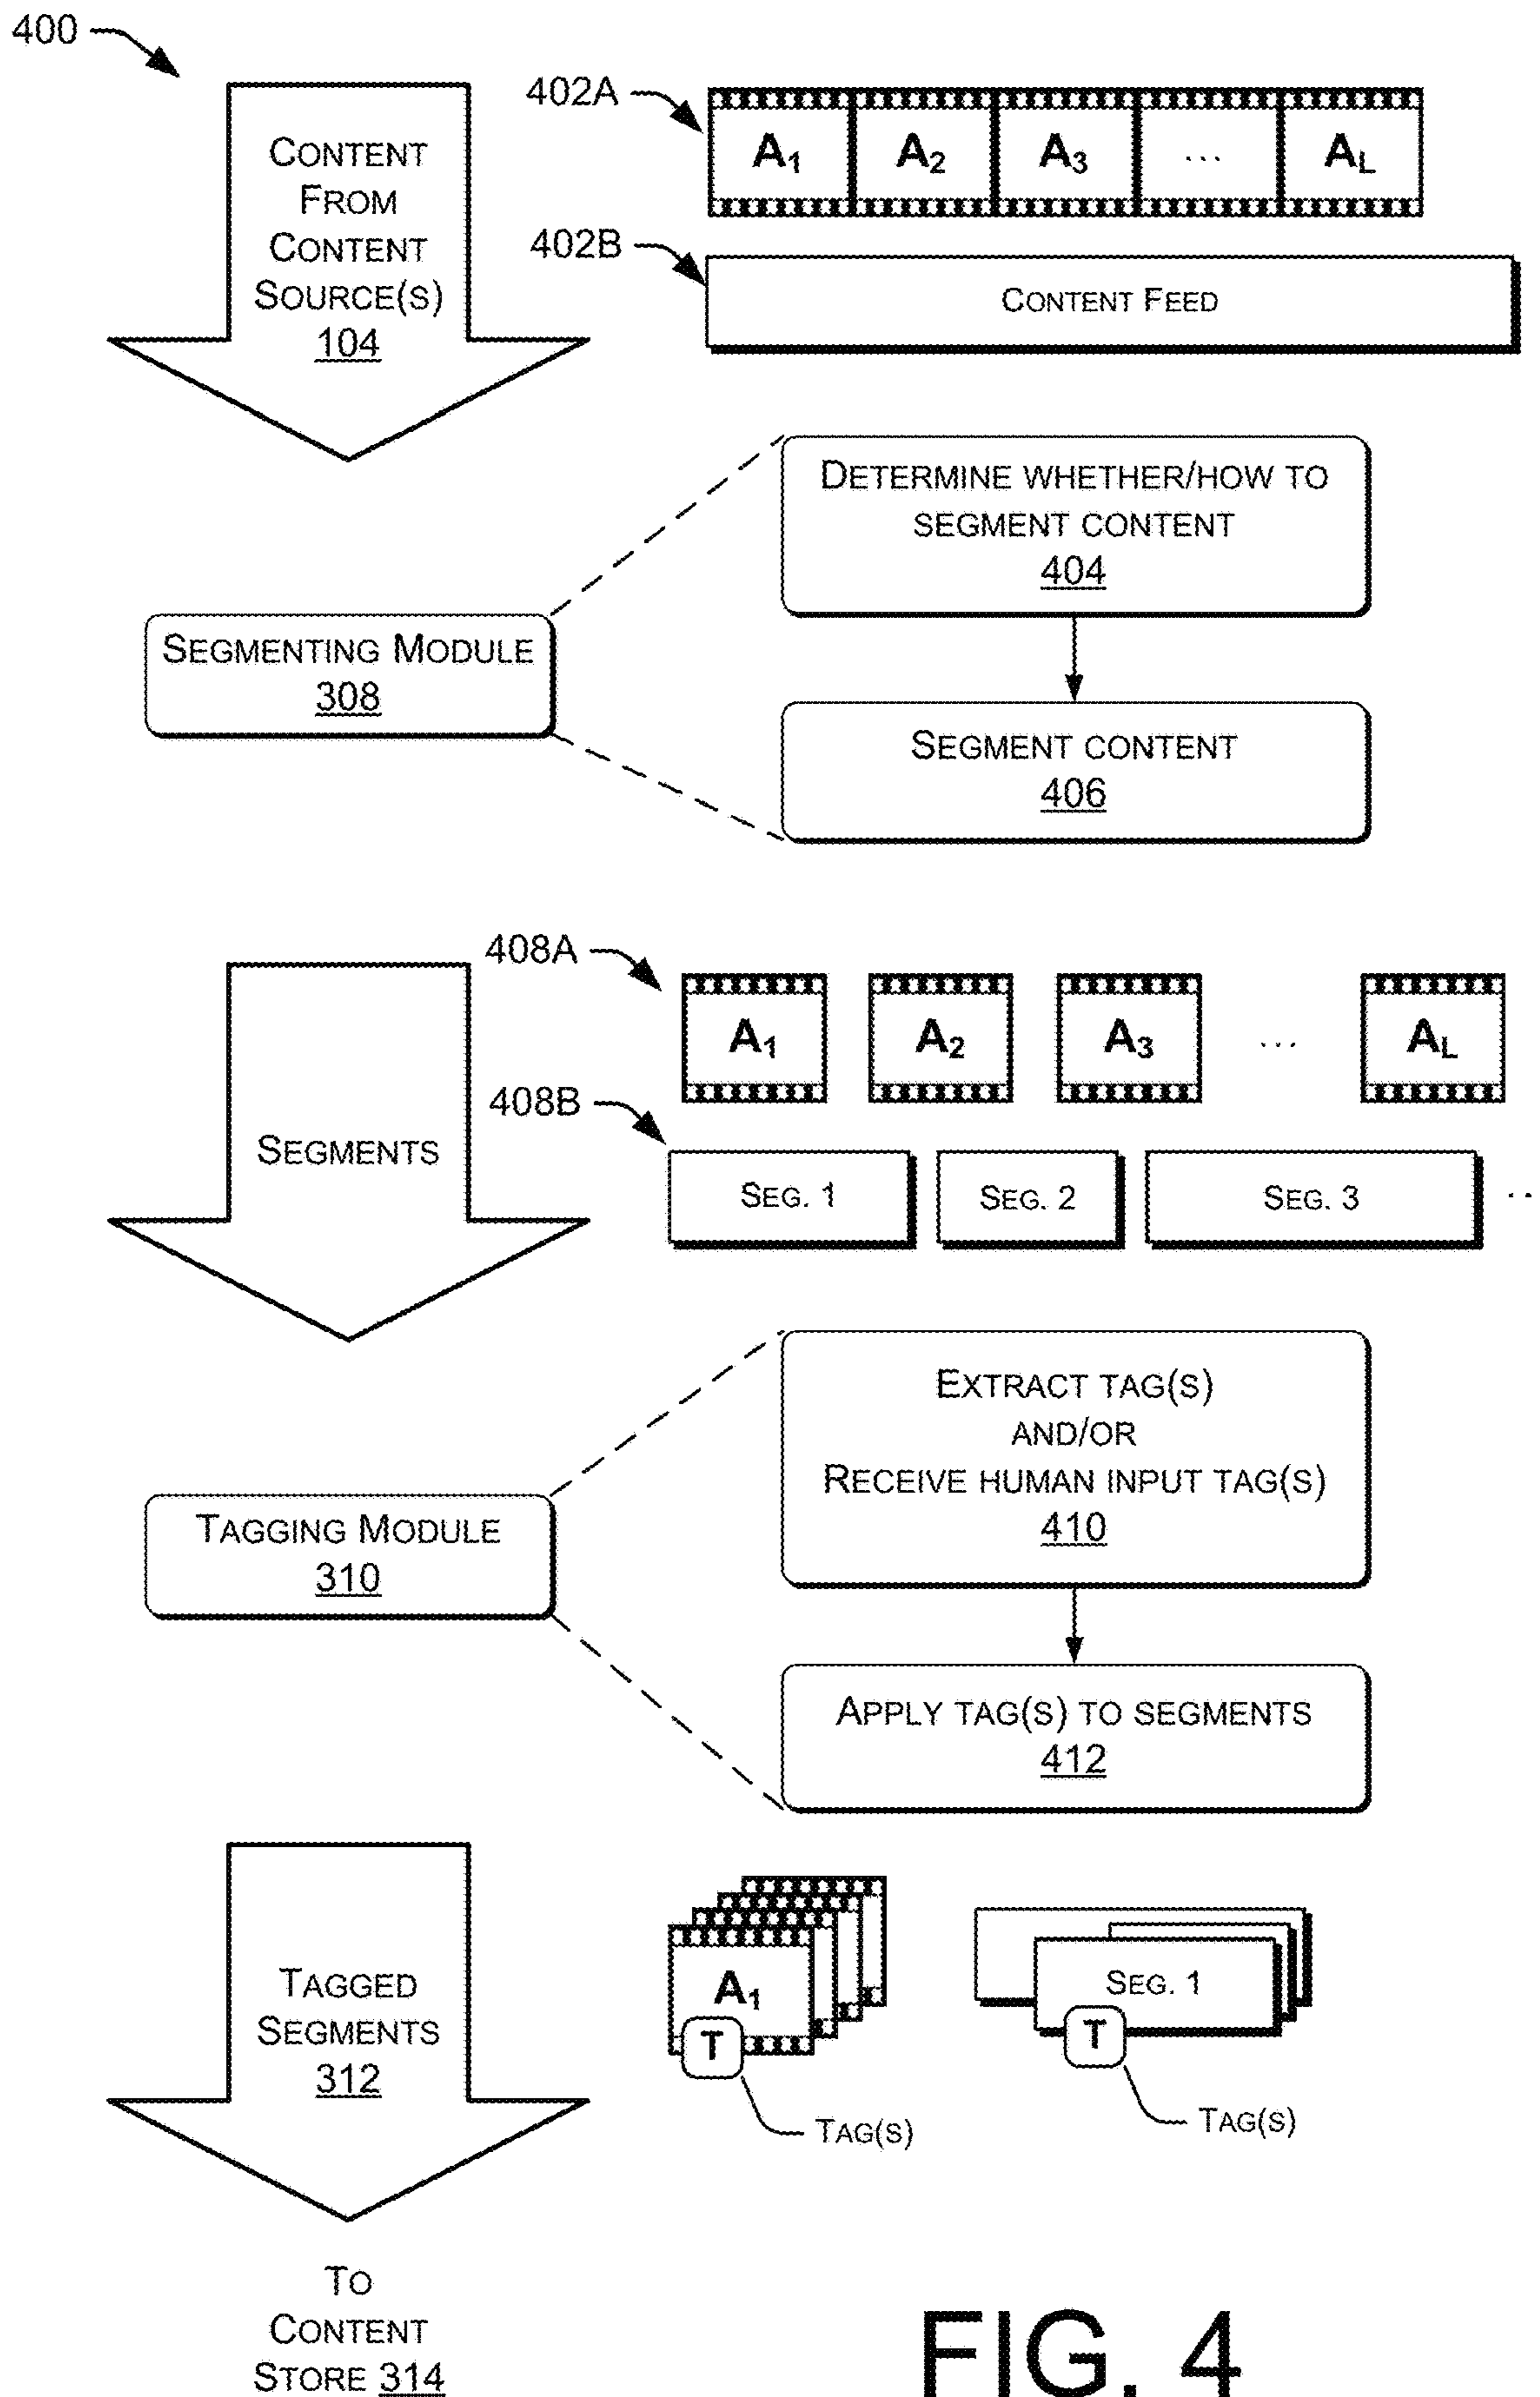 400
CONTENT
FROM
CONTENT
SOURCE(S)
104
402A
A1 A2 A3 ... AL
402B
CONTENT FEED
DETERMINE WHETHER/HOW TO
SEGMENT CONTENT
404
SEGMENTING MODULE
308
SEGMENT CONTENT
406
SEGMENTS
408A
A1 A2 A3 ... AL
408B
SEG. 1 SEG. 2 SEG. 3 ..
EXTRACT TAG(S)
AND/OR
RECEIVE HUMAN INPUT TAG(S)
410
TAGGING MODULE
310
APPLY TAG(S) TO SEGMENTS
412
TAGGED
SEGMENTS
312
A1
T
TAG(S)
SEG. 1
T
TAG(S)
TO
CONTENT
STORE 314
FIG. 4